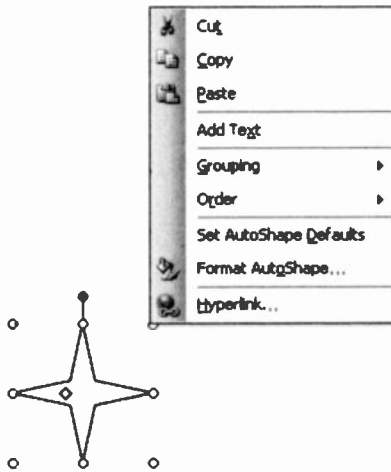 Cut
Copy
Paste
Add Text
Grouping
Order
Set AutoShape Defaults
Format AutoShape...
Hyperlink...